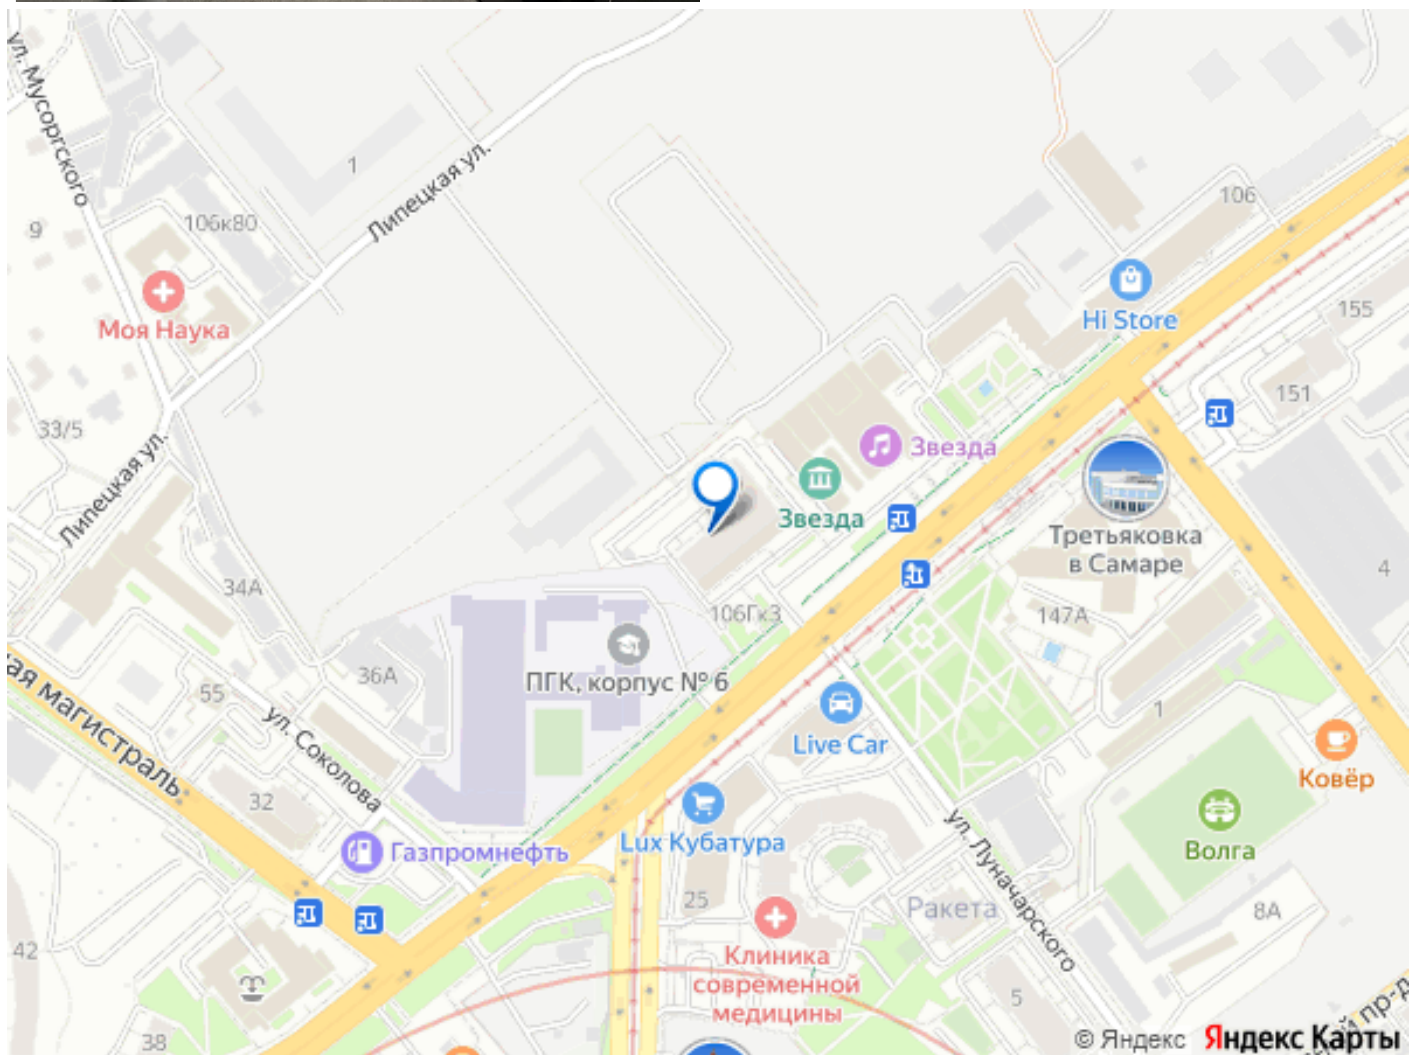 ул. Мусоргского
1
Липецкая ул.
106к80
9
106
Моя Наука
Hi Store
155
151
33/5
Звезда
Звезда
Липецкая ул.
Третьяковка
в Самаре
4
34А
106Гк3
147А
36А
ПГК, корпус № 6
ая магистраль
55
ул. Соколова
Live Car
1
Ковёр
32
Lux Кубатура
Газпромнефть
Волга
ул. Луначарского
25
Ракета
8А
42
Клиника
современной
медицины
5
38
й пр-д
© Яндекс Яндекс Карты